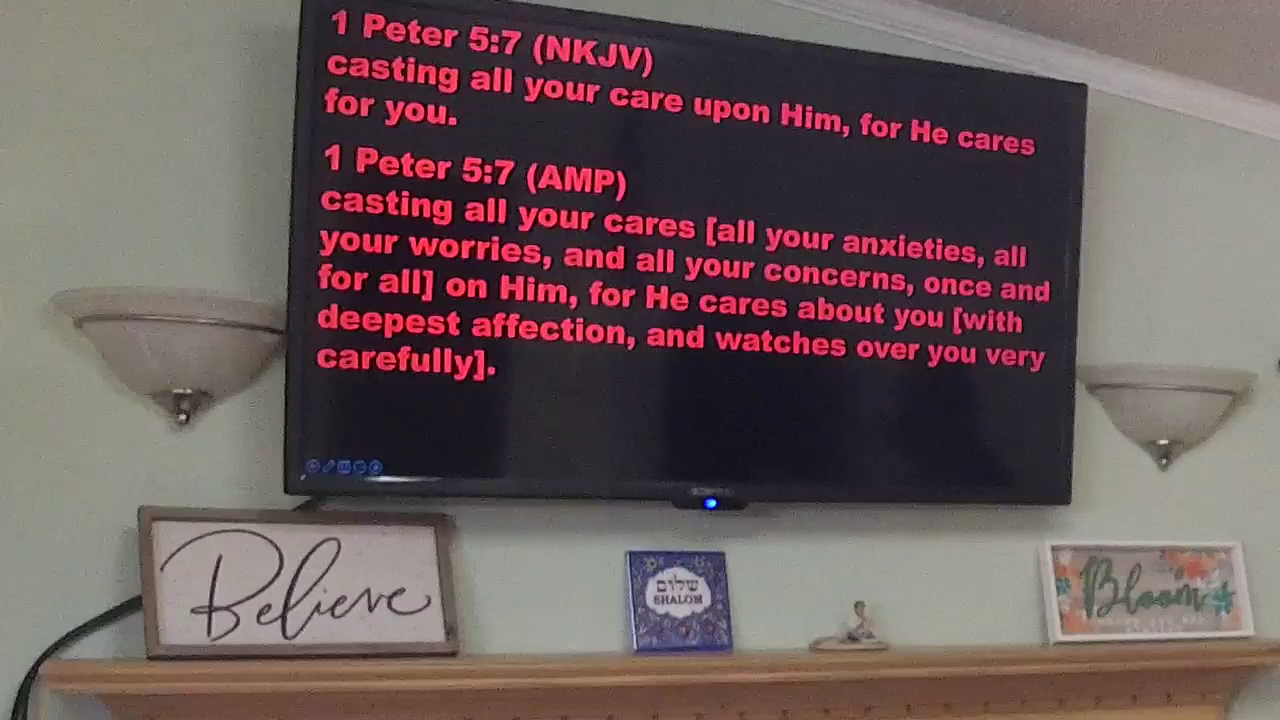 1 Peter 5:7 (NKJV)
casting all your care upon Him, for He cares
for you.
1 Peter 5:7 (AMP)
casting all your cares [all your anxieties, all
your worries, and all your concerns, once and
for all] on Him, for He cares about you [with
deepest affection, and watches over you very
carefully].
Believe
שלום
SHALOM
Bloom